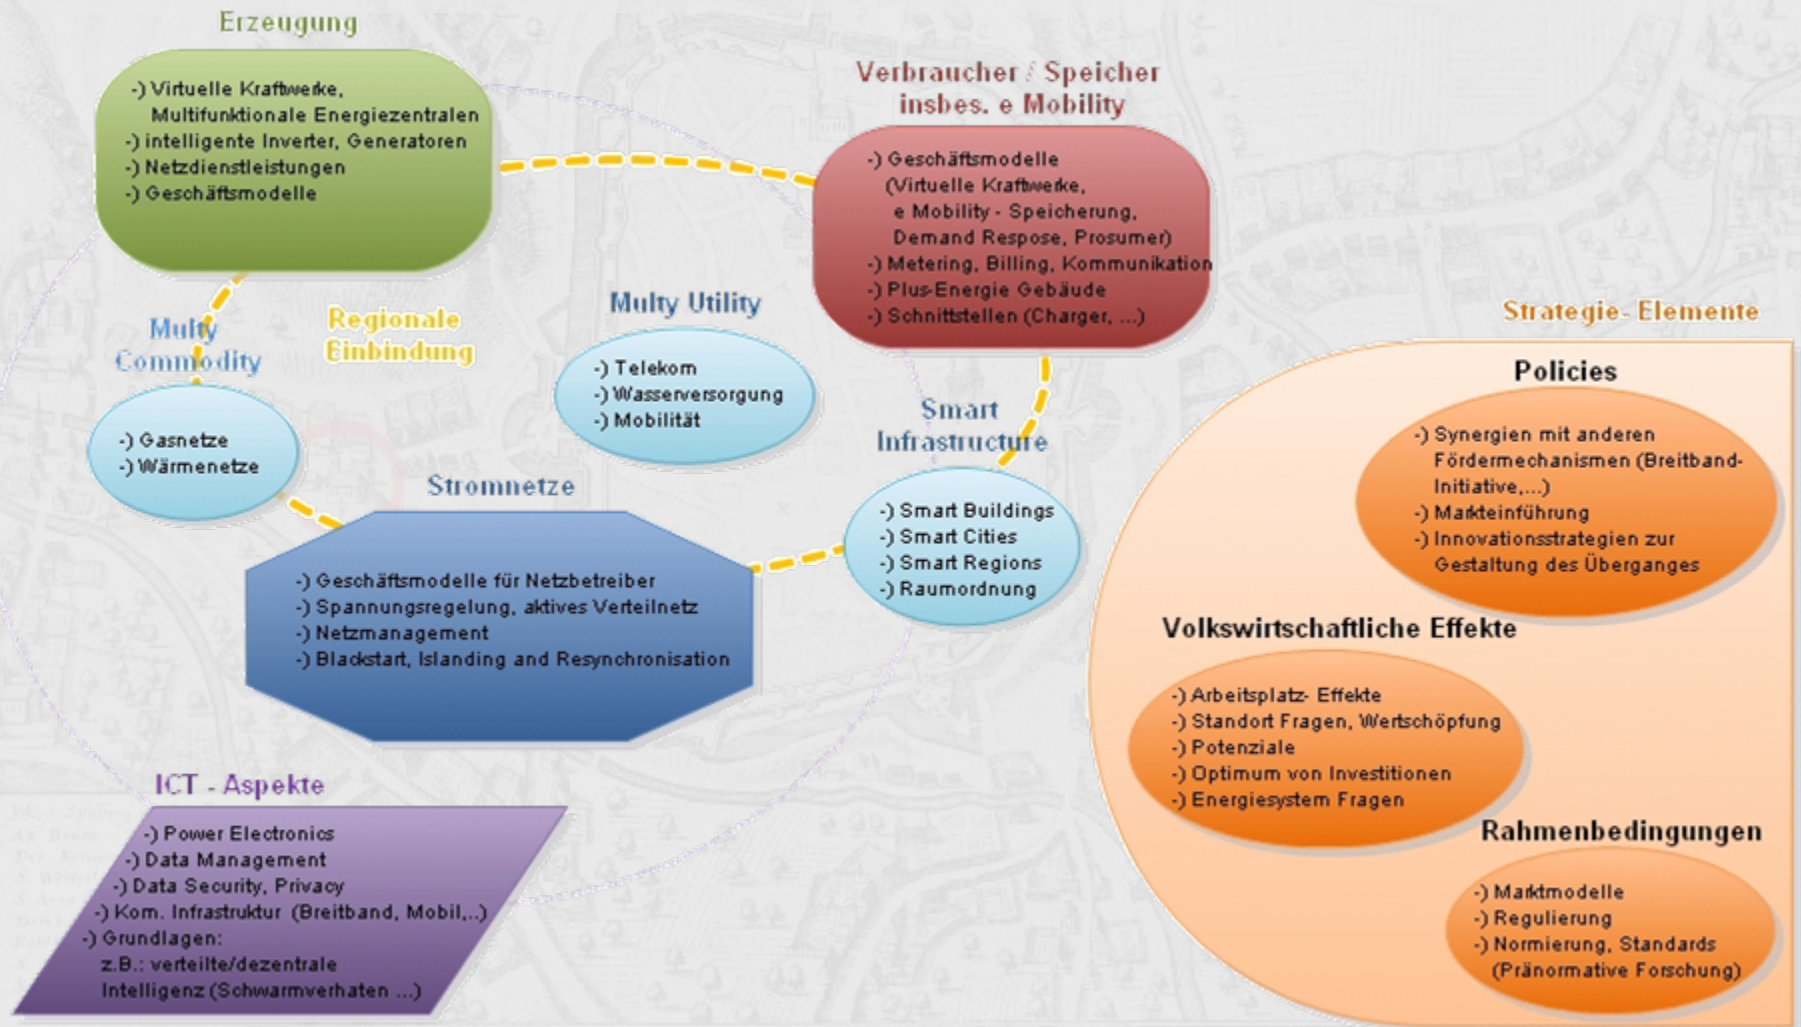 Erzeugung
-) Virtuelle Kraftwerke,
Multifunktionale Energiezentralen
-) intelligente Inverter, Generatoren
-) Netzdienstleistungen
-) Geschäftsmodelle
Verbraucher / Speicher
insbes. e Mobility
-) Geschäftsmodelle
(Virtuelle Kraftwerke,
e Mobility - Speicherung,
Demand Respose, Prosumer)
-) Metering, Billing, Kommunikation
-) Plus-Energie Gebäude
-) Schnittstellen (Charger, ...)
Multy
Commodity
-) Gasnetze
-) Wärmenetze
Regionale
Einbindung
Multy Utility
-) Telekom
-) Wasserversorgung
-) Mobilität
Smart
Infrastructure
-) Smart Buildings
-) Smart Cities
-) Smart Regions
-) Raumordnung
Stromnetze
-) Geschäftsmodelle für Netzbetreiber
-) Spannungsregelung, aktives Verteilnetz
-) Netzmanagement
-) Blackstart, Islanding and Resynchronisation
ICT - Aspekte
-) Power Electronics
-) Data Management
-) Data Security, Privacy
-) Kom. Infrastruktur (Breitband, Mobil,..)
-) Grundlagen:
z.B.: verteilte/dezentrale
Intelligenz (Schwarmverhaten ...)
Strategie- Elemente
Policies
-) Synergien mit anderen
Fördermechanismen (Breitband-
Initiative,...)
-) Markteinführung
-) Innovationsstrategien zur
Gestaltung des Überganges
Volkswirtschaftliche Effekte
-) Arbeitsplatz- Effekte
-) Standort Fragen, Wertschöpfung
-) Potenziale
-) Optimum von Investitionen
-) Energiesystem Fragen
Rahmenbedingungen
-) Marktmodelle
-) Regulierung
-) Normierung, Standards
(Pränormative Forschung)